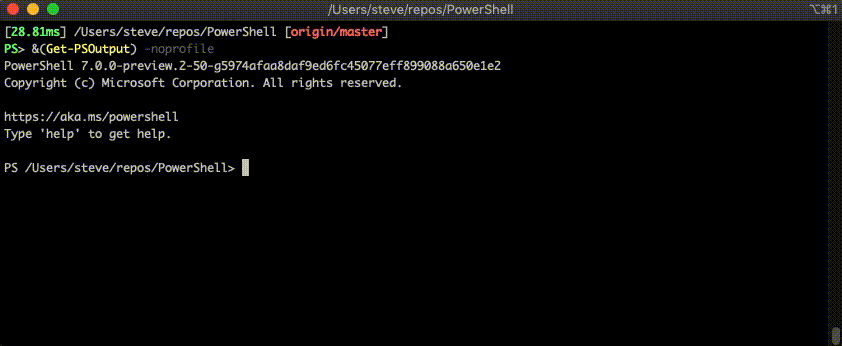 /Users/steve/repos/PowerShell
⌥⌘1
[28.81ms] /Users/steve/repos/PowerShell [origin/master]
PS> &(Get-PSOutput) -noprofile
PowerShell 7.0.0-preview.2-50-g5974afaa8daf9ed6fc45077eff899088a650e1e2
Copyright (c) Microsoft Corporation. All rights reserved.
https://aka.ms/powershell
Type 'help' to get help.
PS /Users/steve/repos/PowerShell>